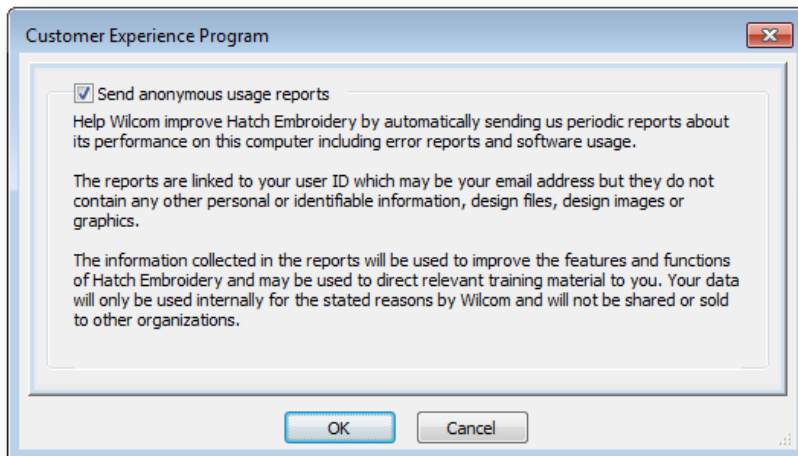 Customer Experience Program
Send anonymous usage reports
Help Wilcom improve Hatch Embroidery by automatically sending us periodic reports about
its performance on this computer including error reports and software usage.
The reports are linked to your user ID which may be your email address but they do not
contain any other personal or identifiable information, design files, design images or
graphics.
The information collected in the reports will be used to improve the features and functions
of Hatch Embroidery and may be used to direct relevant training material to you. Your data
will only be used internally for the stated reasons by Wilcom and will not be shared or sold
to other organizations.
OK Cancel